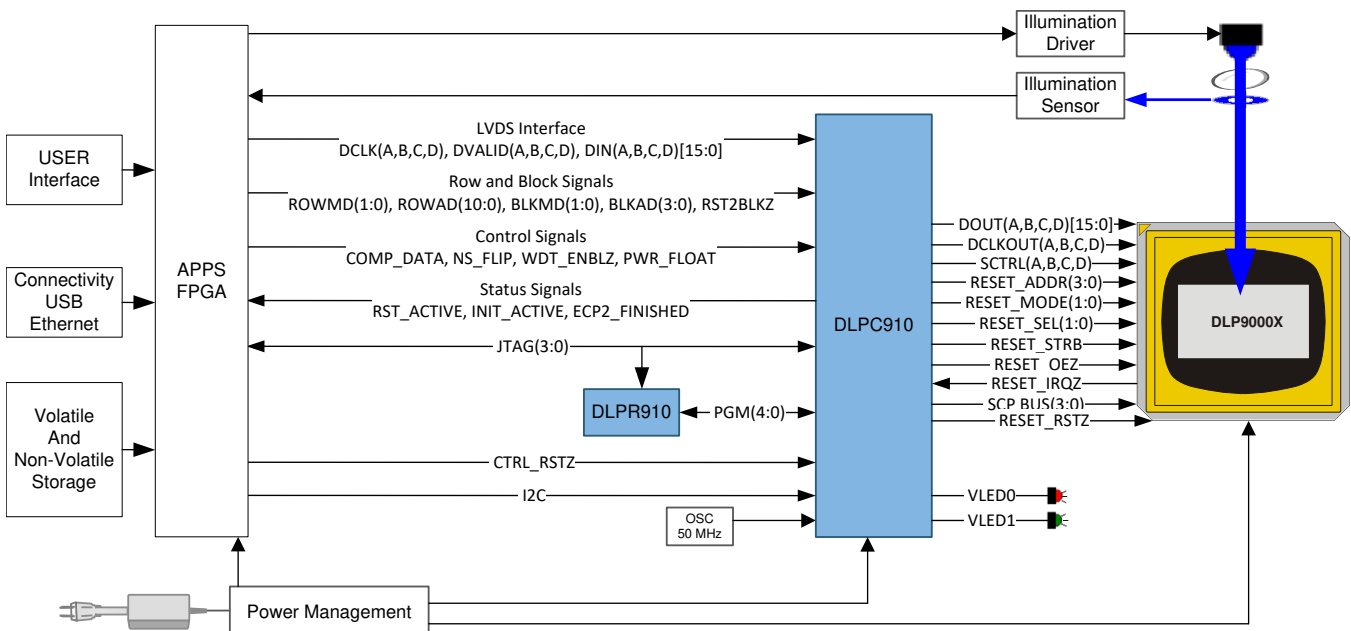 Illumination
Driver
Illumination
Sensor
USER
Interface
Connectivity
USB
Ethernet
Volatile
And
Non-Volatile
Storage
APPS
FPGA
LVDS Interface
DCLK(A,B,C,D), DVALID(A,B,C,D), DIN(A,B,C,D)[15:0]
Row and Block Signals
ROWMD(1:0), ROWAD(10:0), BLKMD(1:0), BLKAD(3:0), RST2BLKZ
Control Signals
COMP_DATA, NS_FLIP, WDT_ENBLZ, PWR_FLOAT
Status Signals
RST_ACTIVE, INIT_ACTIVE, ECP2_FINISHED
JTAG(3:0)
DLPR910
PGM(4:0)
CTRL_RSTZ
I2C
OSC
50 MHz
DLPC910
DOUT(A,B,C,D)[15:0]
DCLKOUT(A,B,C,D)
SCTRL(A,B,C,D)
RESET_ADDR(3:0)
RESET_MODE(1:0)
RESET_SEL(1:0)
RESET_STRB
RESET_OEZ
RESET_IRQZ
SCP BUS(3:0)
RESET_RSTZ
VLED0
VLED1
DLP9000X
Power Management